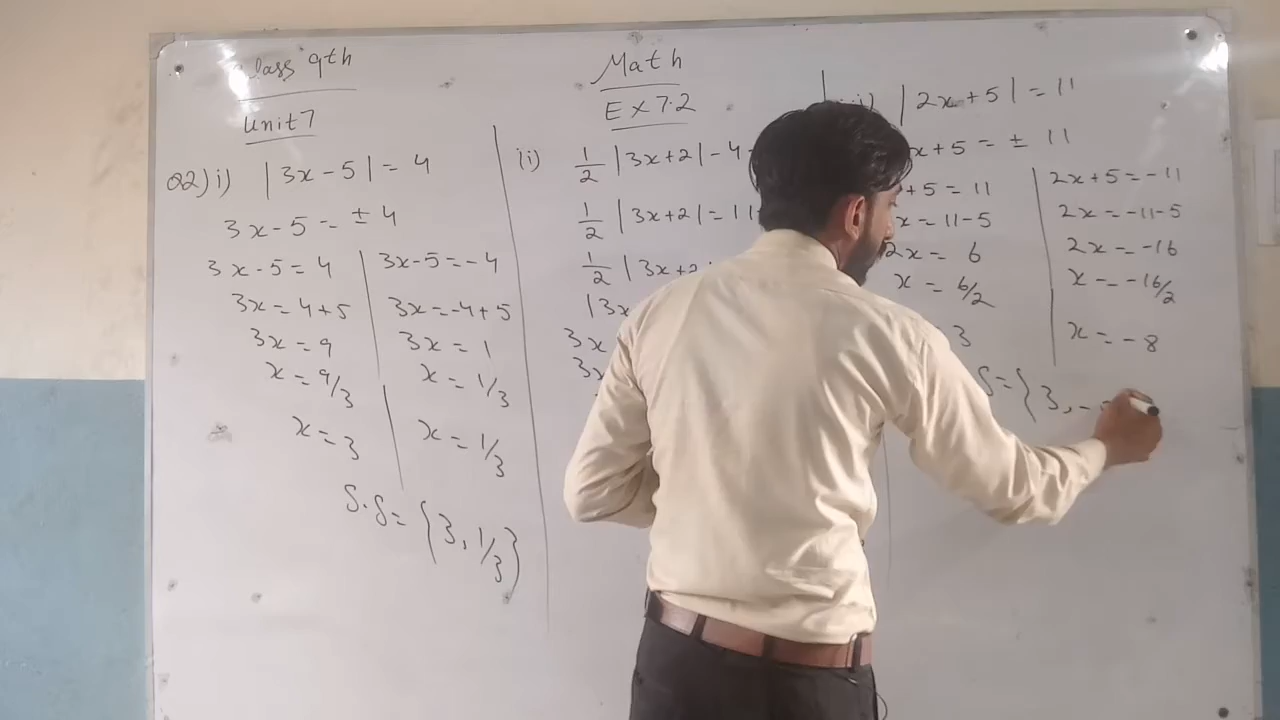 Class 9th
Unit 7
Math
Ex 7.2
Q2) i) |3x-5| = 4
3x-5 = ± 4
3x-5 = 4
3x = 4+5
3x = 9
x = 9/3
x = 3
3x-5 = -4
3x = -4+5
3x = 1
x = 1/3
x = 1/3
S.S = {3, 1/3}
(i) 1/2 |3x+2| - 4
1/2 |3x+2| = 11
1/2 |3x+2
|3x
3x
3x
|2x+5| = 11
x+5 = ± 11
+5 = 11
x = 11-5
2x = 6
x = 6/2
3
2x+5 = -11
2x = -11-5
2x = -16
x = -16/2
x = -8
S = {3, -